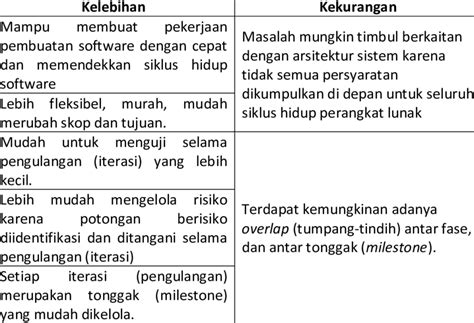 Kelebihan
Mampu membuat pekerjaan
pembuatan software dengan cepat
dan memendekkan siklus hidup
software
Lebih fleksibel, murah, mudah
merubah skop dan tujuan.
Mudah untuk menguji selama
pengulangan (iterasi) yang lebih
kecil.
Lebih mudah mengelola risiko
karena potongan berisiko
diidentifikasi dan ditangani selama
pengulangan (iterasi)
Setiap iterasi (pengulangan)
merupakan tonggak (milestone)
yang mudah dikelola.
Kekurangan
Masalah mungkin timbul berkaitan
dengan arsitektur sistem karena
tidak semua persyaratan
dikumpulkan di depan untuk seluruh
siklus hidup perangkat lunak
Terdapat kemungkinan adanya
overlap (tumpang-tindih) antar fase,
dan antar tonggak (milestone).